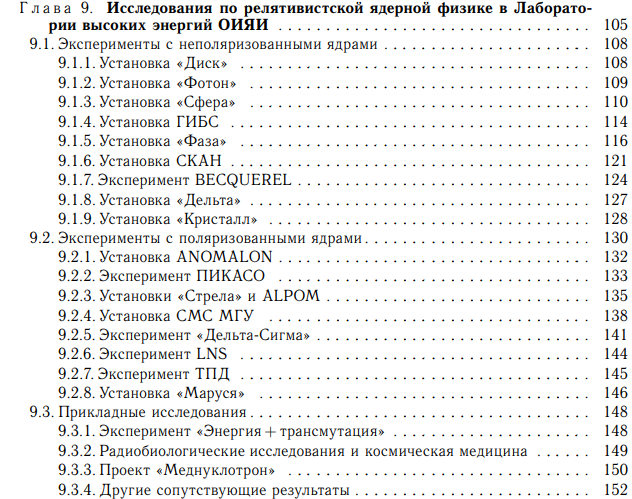 Глава 9. Исследования по релятивистской ядерной физике в Лаборато-
рии высоких энергий ОИЯИ . . . . . . . . . . . . . . . . . . . . . . . . . . . . 105
9.1. Эксперименты с неполяризованными ядрами . . . . . . . . . . . . . . . . . . . 108
9.1.1. Установка «Диск» . . . . . . . . . . . . . . . . . . . . . . . . . . . . . . 108
9.1.2. Установка «Фотон» . . . . . . . . . . . . . . . . . . . . . . . . . . . . . 109
9.1.3. Установка «Сфера» . . . . . . . . . . . . . . . . . . . . . . . . . . . . . 110
9.1.4. Установка ГИБС . . . . . . . . . . . . . . . . . . . . . . . . . . . . . . 114
9.1.5. Установка «Фаза» . . . . . . . . . . . . . . . . . . . . . . . . . . . . . . 116
9.1.6. Установка СКАН . . . . . . . . . . . . . . . . . . . . . . . . . . . . . . 121
9.1.7. Эксперимент BECQUEREL . . . . . . . . . . . . . . . . . . . . . . . . . 124
9.1.8. Установка «Дельта» . . . . . . . . . . . . . . . . . . . . . . . . . . . . . 127
9.1.9. Установка «Кристалл» . . . . . . . . . . . . . . . . . . . . . . . . . . . 128
9.2. Эксперименты с поляризованными ядрами . . . . . . . . . . . . . . . . . . . . 130
9.2.1. Установка ANOMALON . . . . . . . . . . . . . . . . . . . . . . . . . . . 132
9.2.2. Эксперимент ПИКАСО . . . . . . . . . . . . . . . . . . . . . . . . . . . 133
9.2.3. Установки «Стрела» и ALPOM . . . . . . . . . . . . . . . . . . . . . . . 135
9.2.4. Установка СМС МГУ . . . . . . . . . . . . . . . . . . . . . . . . . . . . 138
9.2.5. Эксперимент «Дельта-Сигма» . . . . . . . . . . . . . . . . . . . . . . . . 141
9.2.6. Эксперимент LNS . . . . . . . . . . . . . . . . . . . . . . . . . . . . . . 144
9.2.7. Эксперимент ТПД . . . . . . . . . . . . . . . . . . . . . . . . . . . . . . 145
9.2.8. Установка «Маруся» . . . . . . . . . . . . . . . . . . . . . . . . . . . . . 146
9.3. Прикладные исследования . . . . . . . . . . . . . . . . . . . . . . . . . . . . . 148
9.3.1. Эксперимент «Энергия + трансмутация» . . . . . . . . . . . . . . . . . . 148
9.3.2. Радиобиологические исследования и космическая медицина . . . . . . . 149
9.3.3. Проект «Меднуклотрон» . . . . . . . . . . . . . . . . . . . . . . . . . . 150
9.3.4. Другие сопутствующие результаты . . . . . . . . . . . . . . . . . . . . . 152